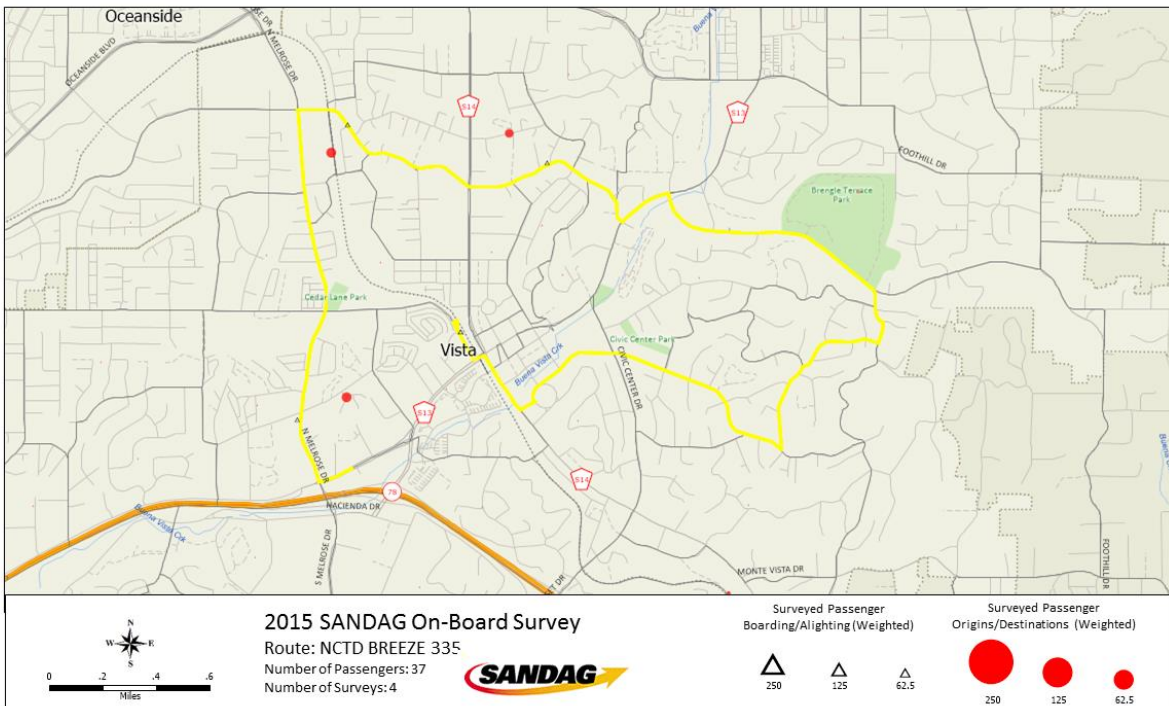 Oceanside
OCEANSIDE BLVD
N MELROSE DR
S14
S13
FOOTHILL DR
Brengle Terrace
Park
Cedar Lane Park
Vista
Civic Center Park
Buena Vista Crk
CIVIC CENTER DR
S13
N MELROSE DR
S14
78
HACIENDA DR
Buena Vista Crk
S MELROSE DR
MONTE VISTA DR
FOOTHILL DR
N
W E
S
0 .2 .4 .6
Miles
2015 SANDAG On-Board Survey
Route: NCTD BREEZE 335
Number of Passengers: 37
Number of Surveys: 4
SANDAG
Surveyed Passenger
Boarding/Alighting (Weighted)
250 125 62.5
Surveyed Passenger
Origins/Destinations (Weighted)
250 125 62.5